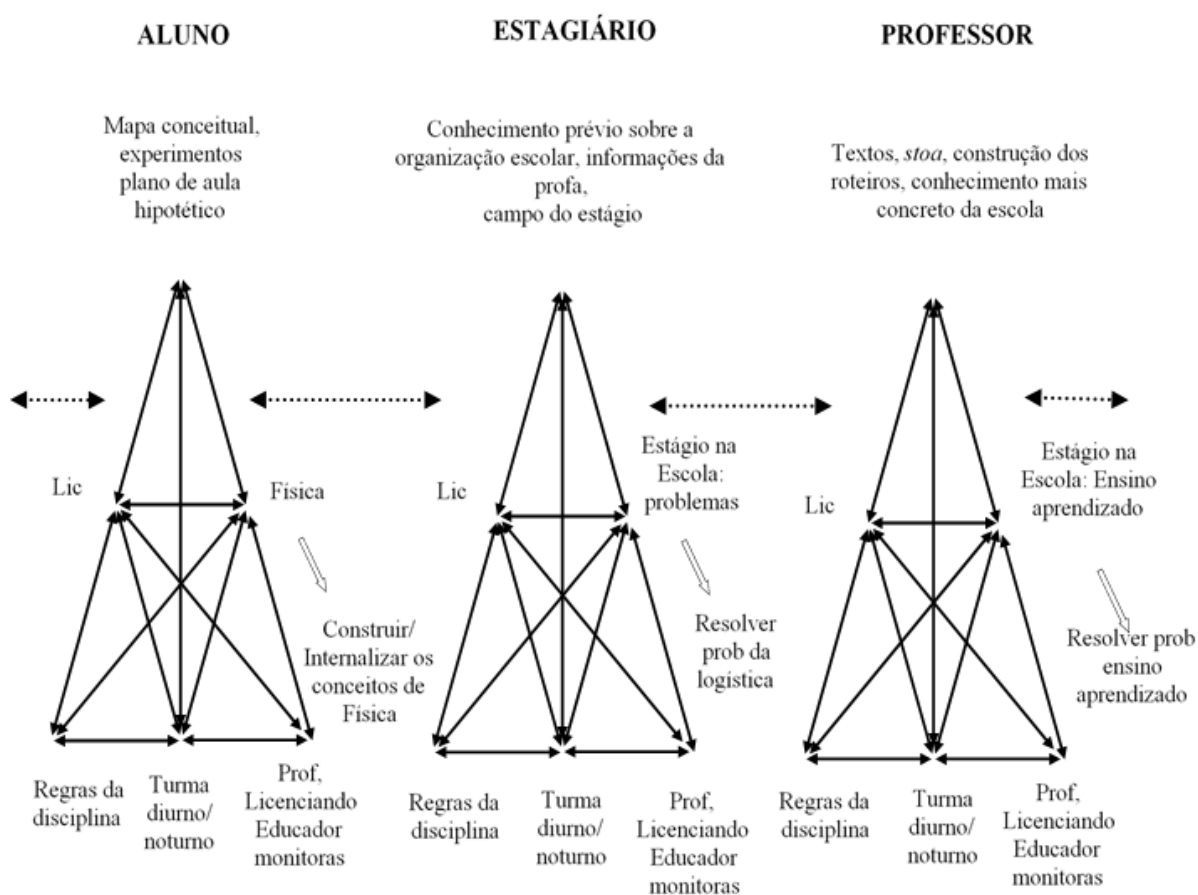 ALUNO
Mapa conceitual,
experimentos
plano de aula
hipotético
Lic
Física
Construir/
Internalizar os
conceitos de
Física
Regras da
disciplina
Turma
diurno/
noturno
Prof,
Licenciando
Educador
monitoras
ESTAGIÁRIO
Conhecimento prévio sobre a
organização escolar, informações da
profa,
campo do estágio
Lic
Estágio na
Escola:
problemas
Resolver
prob da
logística
Regras da
disciplina
Turma
diurno/
noturno
Prof,
Licenciando
Educador
monitoras
PROFESSOR
Textos, stoa, construção dos
roteiros, conhecimento mais
concreto da escola
Lic
Estágio na
Escola: Ensino
aprendizado
Resolver prob
ensino
aprendizado
Regras da
disciplina
Turma
diurno/
noturno
Prof,
Licenciando
Educador
monitoras